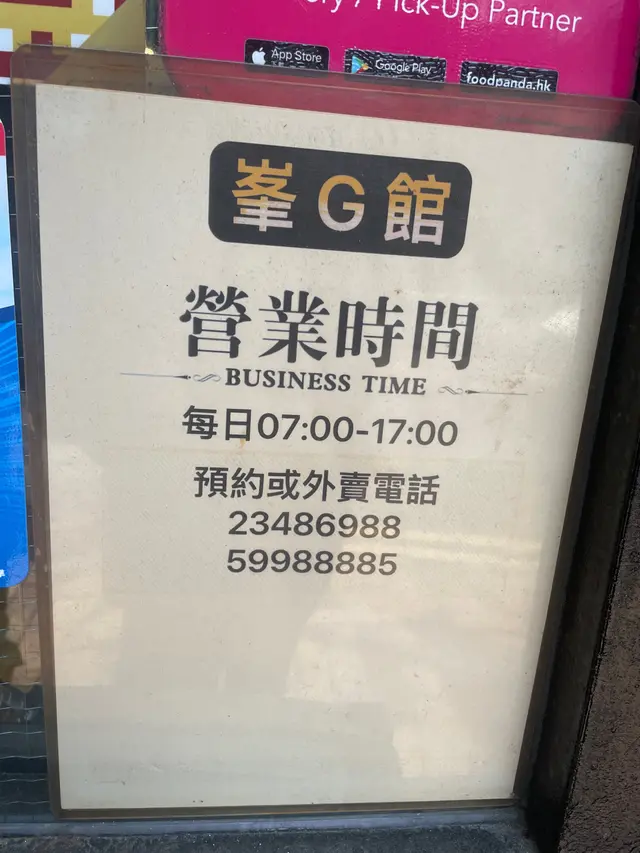 Pick-Up Partner
App Store
Google Play
foodpanda.hk
峯G館
營業時間
BUSINESS TIME
每日07:00-17:00
預約或外賣電話
23486988
59988885